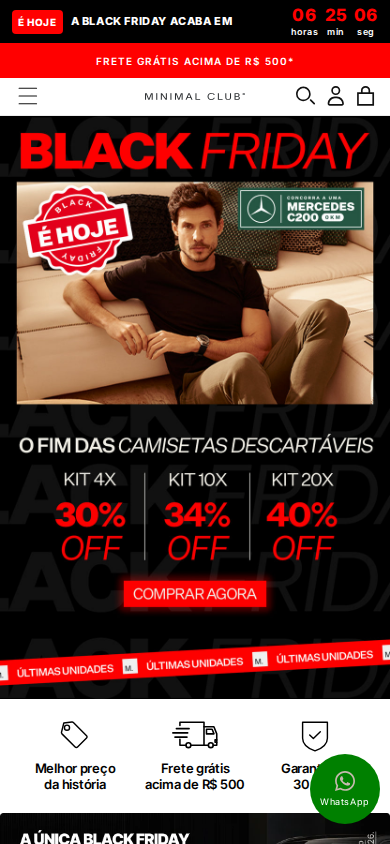 É HOJE
A BLACK FRIDAY ACABA EM
06 25 06
horas min seg
FRETE GRÁTIS ACIMA DE R$ 500*
MINIMAL CLUB
BLACK FRIDAY
BLACK
É HOJE
FRIDAY
CONCORRA A UMA
MERCEDES
C200 0KM
O FIM DAS CAMISETAS DESCARTÁVEIS
KIT 4X KIT 10X KIT 20X
30% 34% 40%
OFF OFF OFF
COMPRAR AGORA
M. ÚLTIMAS UNIDADES M. ÚLTIMAS UNIDADES M. ÚLTIMAS UNIDADES M
Melhor preço
da história
Frete grátis
acima de R$ 500
Garan
30
WhatsApp
A ÚNICA BLACK FRIDAY